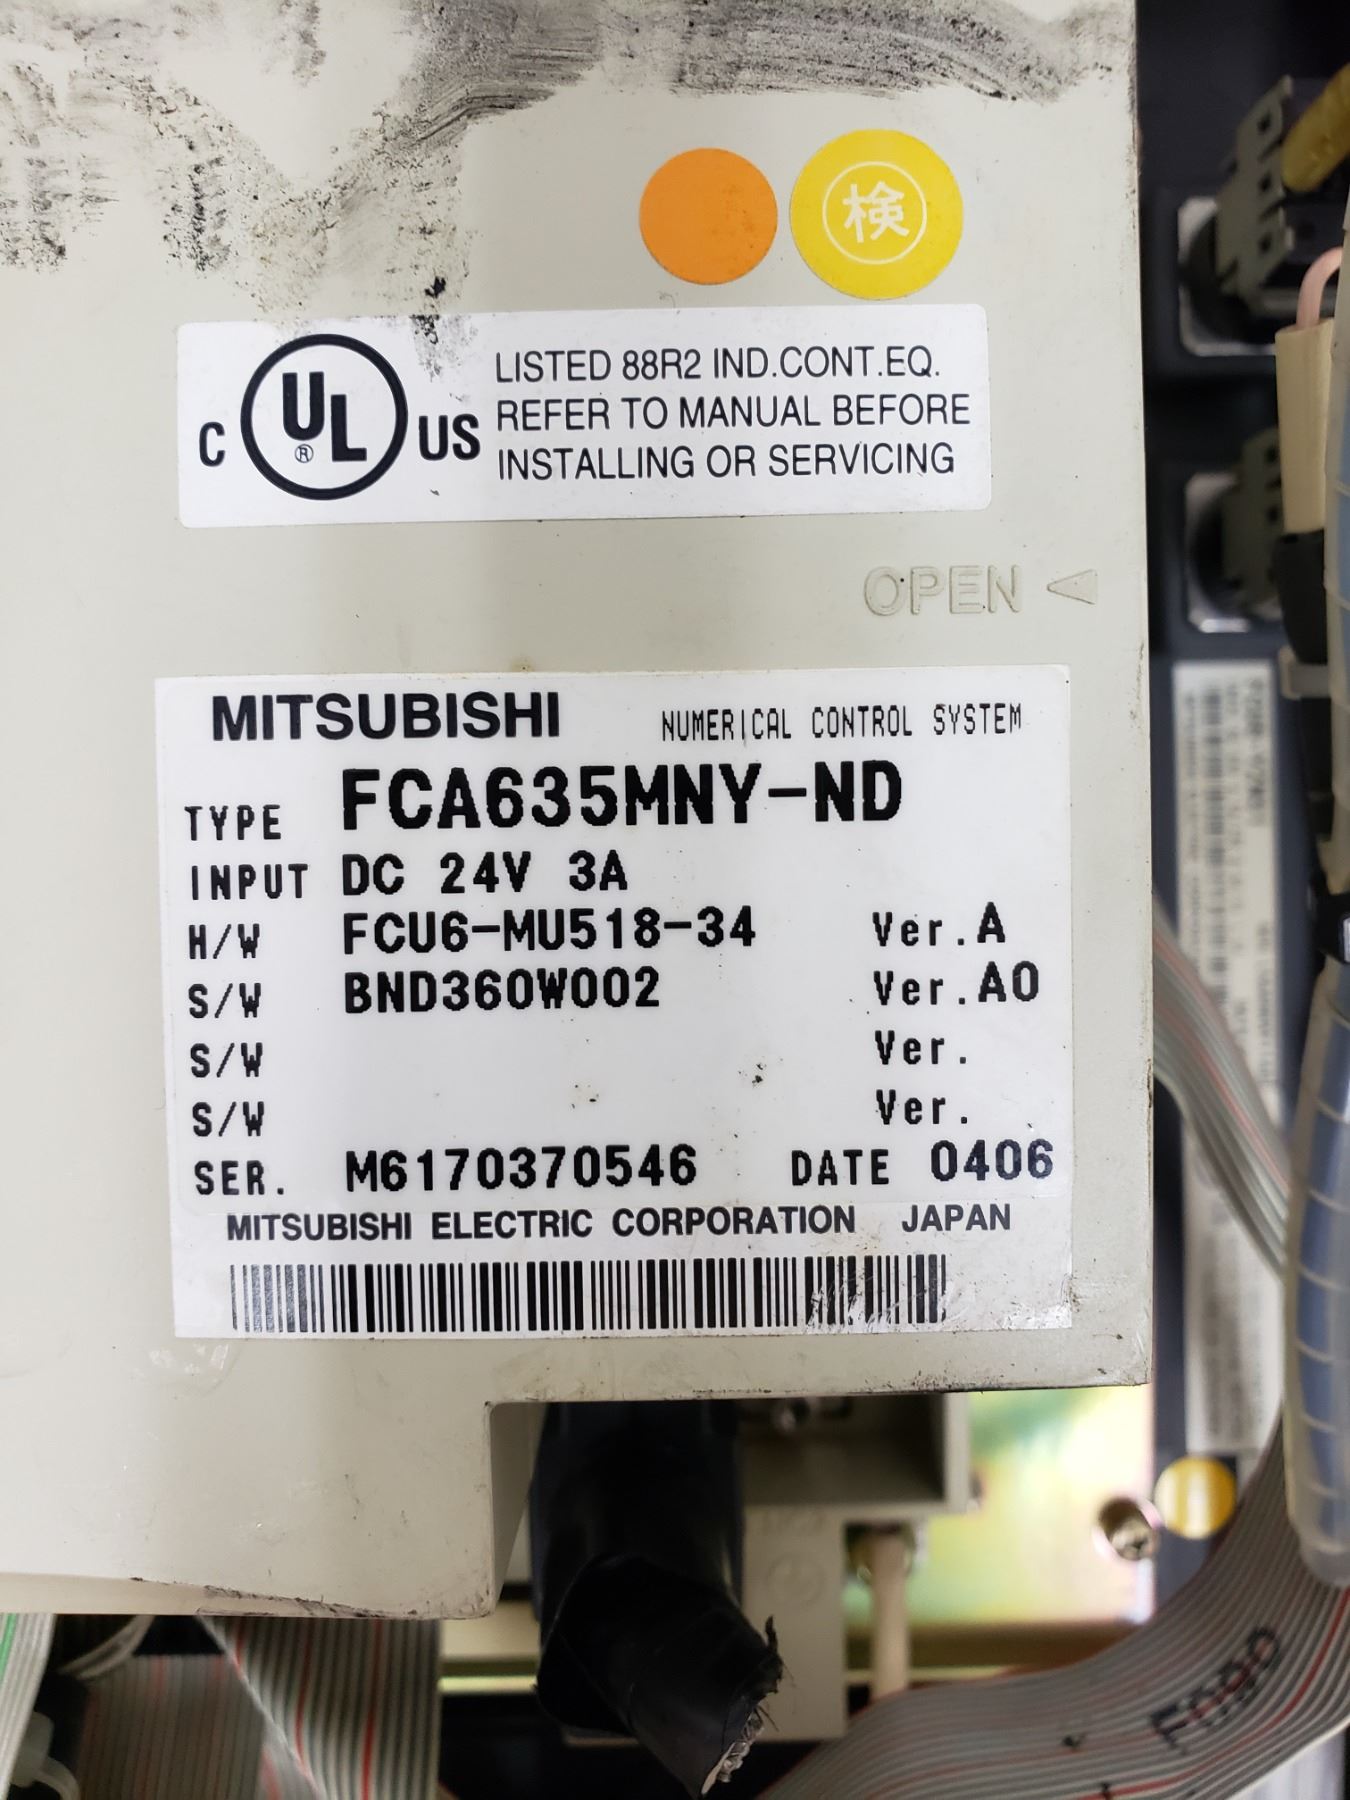 検
C UL ® US
LISTED 88R2 IND.CONT.EQ.
REFER TO MANUAL BEFORE
INSTALLING OR SERVICING
OPEN
MITSUBISHI NUMERICAL CONTROL SYSTEM
TYPE FCA635MNY-ND
INPUT DC 24V 3A
H/W FCU6-MU518-34 Ver.A
S/W BND360W002 Ver.A0
S/W Ver.
S/W Ver.
SER. M6170370546 DATE 0406
MITSUBISHI ELECTRIC CORPORATION JAPAN